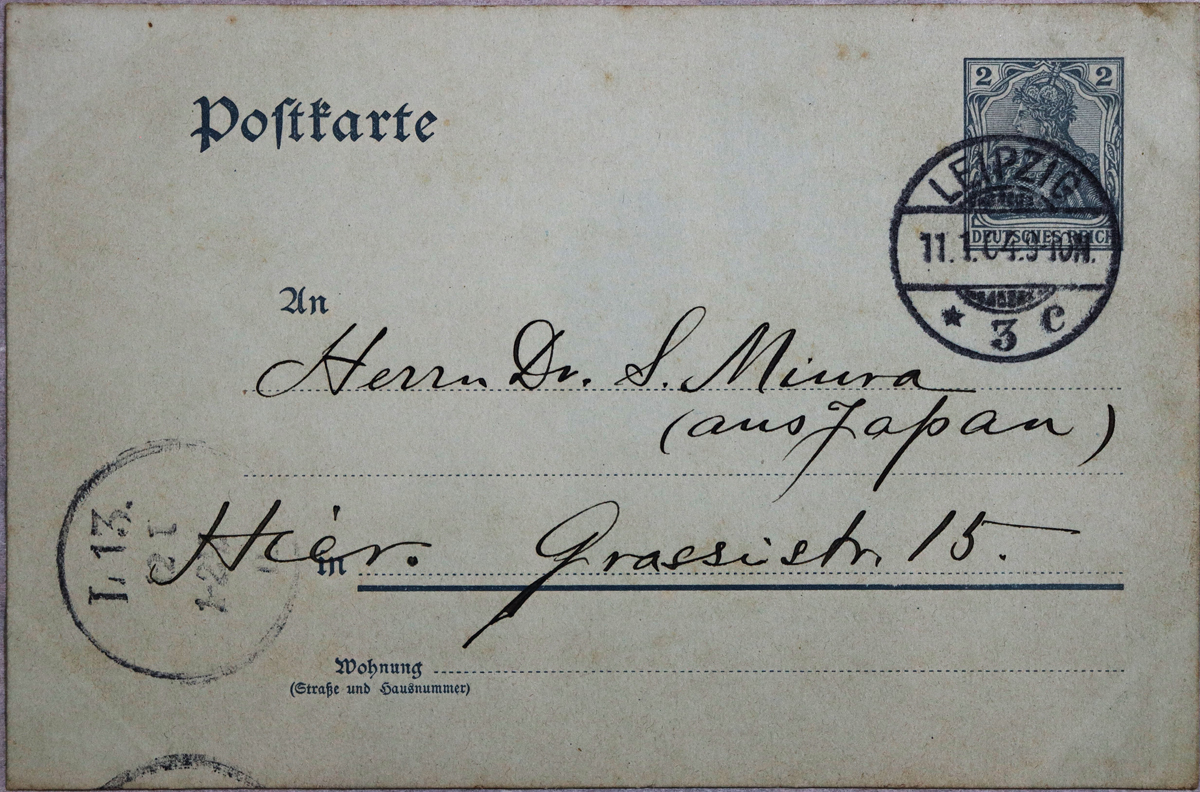 Postkarte
2 2
DEUTSCHES REICH
LEIPZIG
11.1.04.9-10N.
* 3 c
An
Herrn Dr. S. Miura
(aus Japan)
Hier. in Grassistr. 15.
L. 13.
Wohnung
(Straße und Hausnummer)